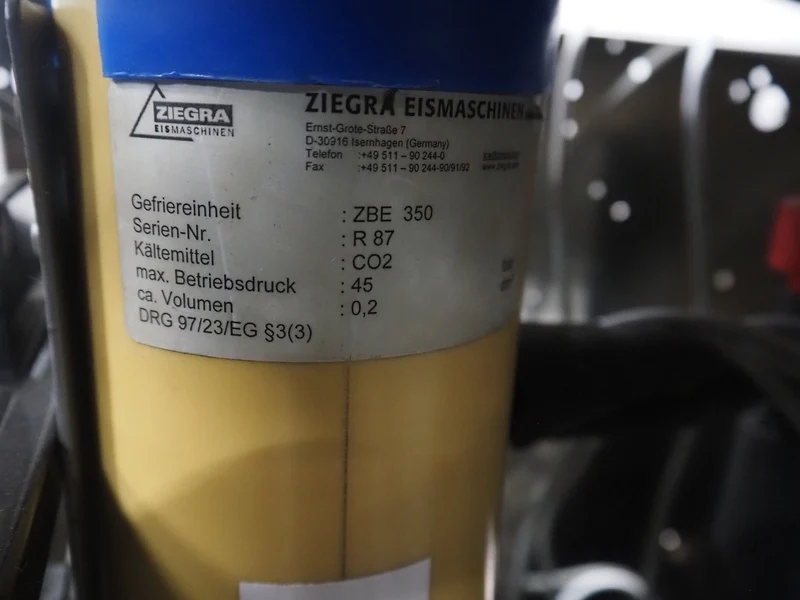 ZIEGRA
EISMASCHINEN
ZIEGRA EISMASCHINEN
Ernst-Grote-Straße 7
D-30916 Isernhagen (Germany)
Telefon :+49 511 – 90 244-0
Fax :+49 511 – 90 244-90/91/92
Gefriereinheit : ZBE 350
Serien-Nr. : R 87
Kältemittel : CO2
max. Betriebsdruck : 45
ca. Volumen : 0,2
DRG 97/23/EG §3(3)